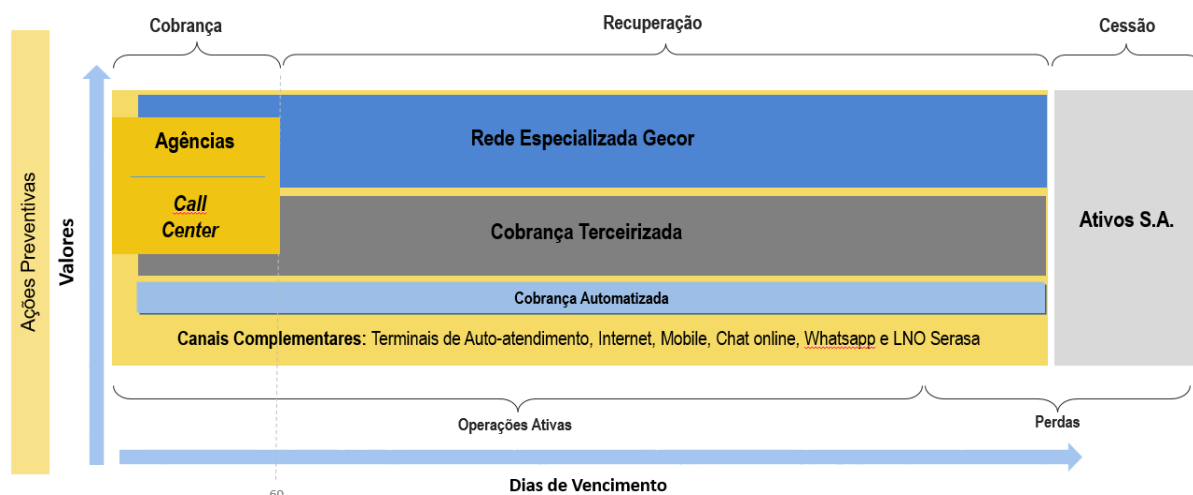 Cobrança
Recuperação
Cessão
Ações Preventivas
Valores
Agências
Call
Center
Rede Especializada Gecor
Cobrança Terceirizada
Cobrança Automatizada
Canais Complementares: Terminais de Auto-atendimento, Internet, Mobile, Chat online, Whatsapp e LNO Serasa
Ativos S.A.
Operações Ativas
Perdas
Dias de Vencimento
60